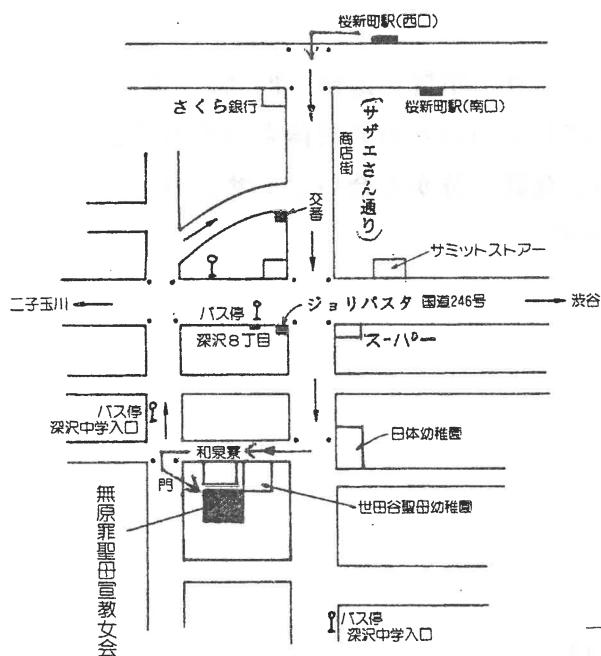 桜新町駅(西口)
さくら銀行
桜新町駅(南口)
商店街
(サザエさん通り)
交番
サミットストアー
二子玉川
バス停
ジョリパスタ
国道246号
渋谷
深沢8丁目
スーパー
バス停
深沢中学入口
和泉寮
日体幼稚園
門
世田谷聖母幼稚園
無原罪聖母宣教女会
バス停
深沢中学入口